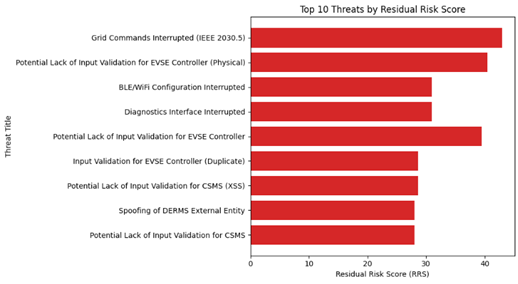 Top 10 Threats by Residual Risk Score
Grid Commands Interrupted (IEEE 2030.5)
Potential Lack of Input Validation for EVSE Controller (Physical)
BLE/WiFi Configuration Interrupted
Diagnostics Interface Interrupted
Potential Lack of Input Validation for EVSE Controller
Input Validation for EVSE Controller (Duplicate)
Potential Lack of Input Validation for CSMS (XSS)
Spoofing of DERMS External Entity
Potential Lack of Input Validation for CSMS
Threat Title
0 10 20 30 40
Residual Risk Score (RRS)